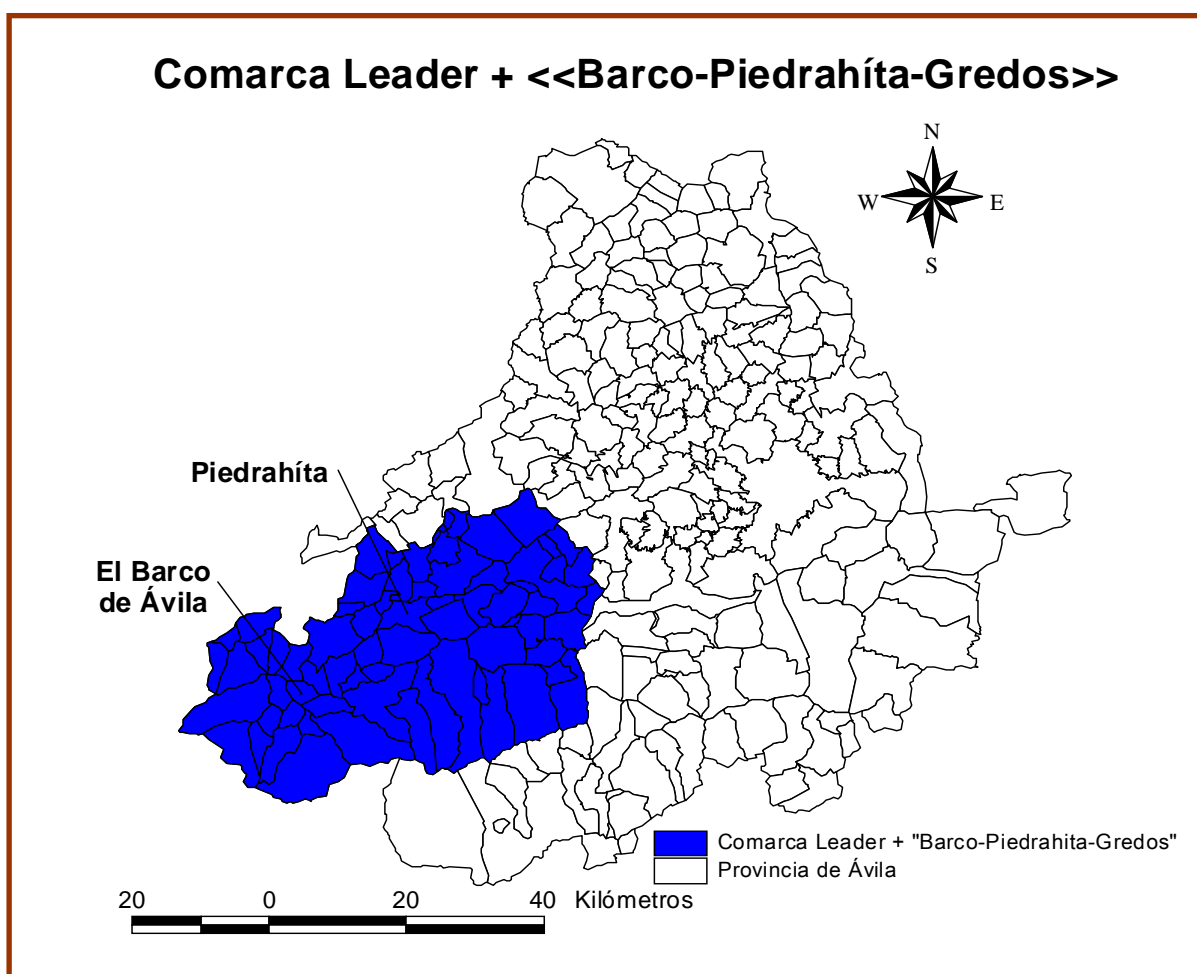 Comarca Leader + <<Barco-Piedrahíta-Gredos>>
N
W E
S
Piedrahíta
El Barco
de Ávila
Comarca Leader + "Barco-Piedrahita-Gredos"
Provincia de Ávila
20 0 20 40 Kilómetros